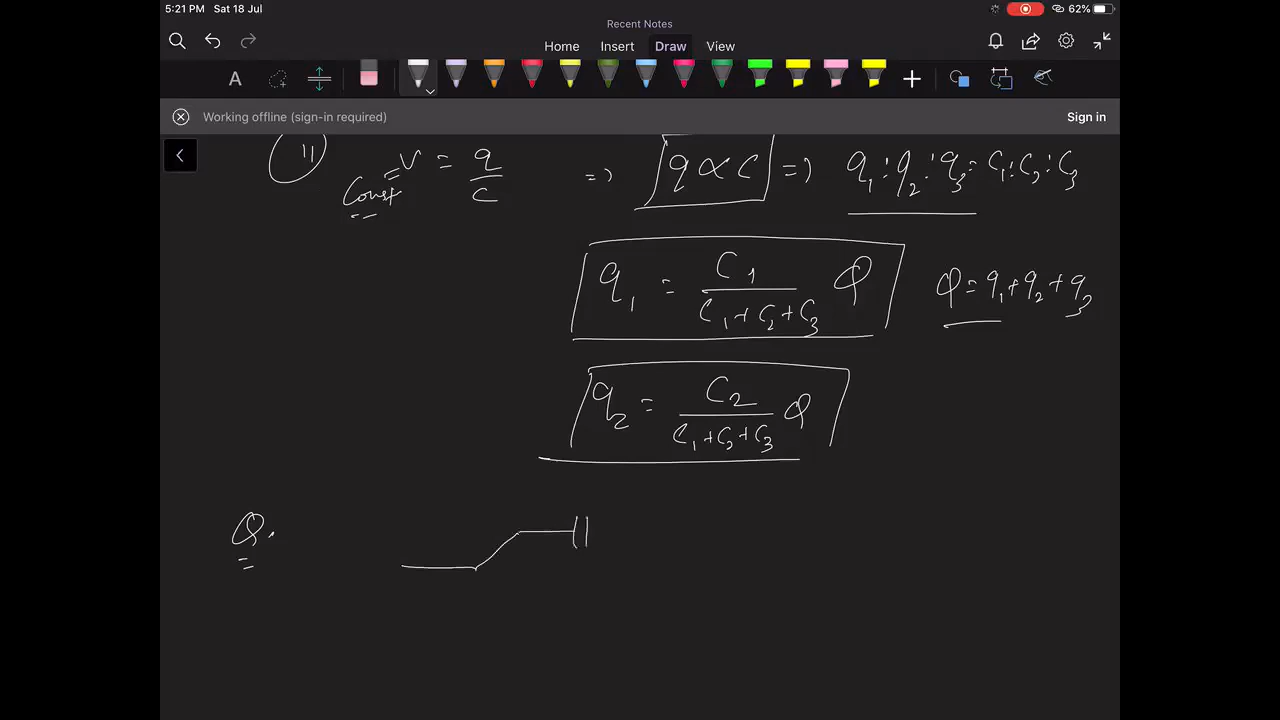 5:21 PM Sat 18 Jul
62%
Recent Notes
Home Insert Draw View
A
Working offline (sign-in required) Sign in
11 V = q/C => q ∝ C => q₁ : q₂ : q₃ = C₁ : C₂ : C₃
Const
q₁ = C₁/(C₁+C₂+C₃) Q Q = q₁+q₂+q₃
q₂ = C₂/(C₁+C₂+C₃) Q
Q.